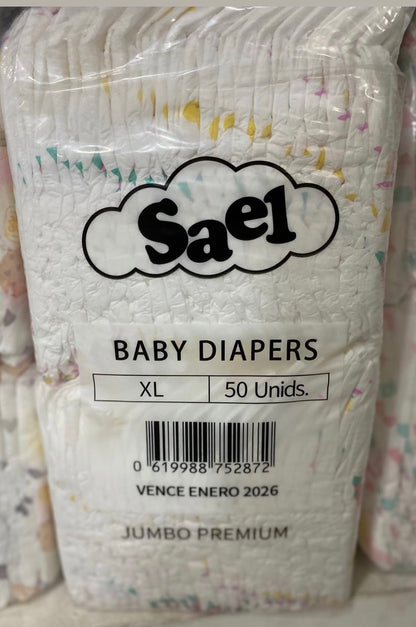 Sael
BABY DIAPERS
XL 50 Unids.
0 619988 752872
VENCE ENERO 2026
JUMBO PREMIUM